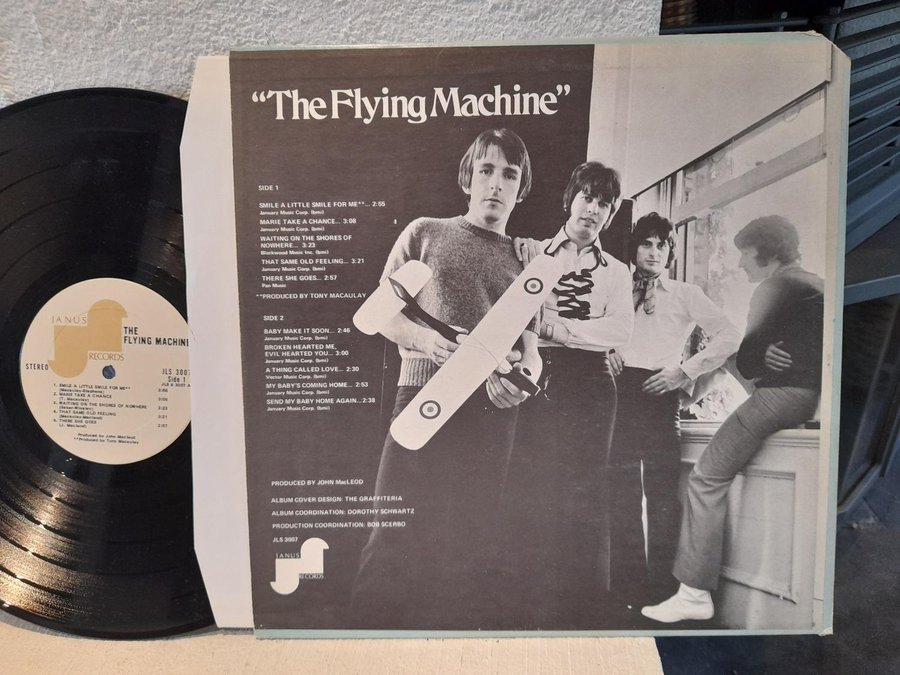 "The Flying Machine"
SIDE 1
SMILE A LITTLE SMILE FOR ME**... 2:55
January Music Corp. (bmi)
MARIE TAKE A CHANCE... 3:08
January Music Corp. (bmi)
WAITING ON THE SHORES OF
NOWHERE... 3:23
Blackwood Music Inc. (bmi)
THAT SAME OLD FEELING... 3:21
January Music Corp. (bmi)
THERE SHE GOES... 2:57
Pan Music
**PRODUCED BY TONY MACAULAY
SIDE 2
BABY MAKE IT SOON... 2:46
January Music Corp. (bmi)
BROKEN HEARTED ME,
EVIL HEARTED YOU... 3:00
January Music Corp. (bmi)
A THING CALLED LOVE... 2:30
Vector Music Corp. (bmi)
MY BABY'S COMING HOME... 2:53
January Music Corp. (bmi)
SEND MY BABY HOME AGAIN... 2:38
January Music Corp. (bmi)
PRODUCED BY JOHN MacLEOD
ALBUM COVER DESIGN: THE GRAFFITERIA
ALBUM COORDINATION: DOROTHY SCHWARTZ
PRODUCTION COORDINATION: BOB SCERBO
JLS 3007
JANUS
RECORDS
JANUS
RECORDS
THE
FLYING MACHINE
STEREO
JLS 3007
Side 1
1. SMILE A LITTLE SMILE FOR ME**
2. MARIE TAKE A CHANCE
(T. Macaulay)
3. WAITING ON THE SHORES OF NOWHERE
3:23
4. THAT SAME OLD FEELING
(Macaulay-MacLeod)
3:21
5. THERE SHE GOES
(J. MacLeod)
Produced by John MacLeod
**Produced by Tony Macaulay